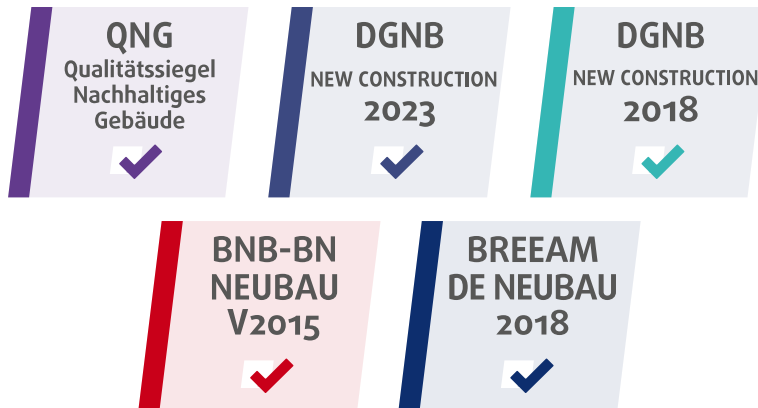 QNG
Qualitätssiegel
Nachhaltiges
Gebäude
DGNB
NEW CONSTRUCTION
2023
DGNB
NEW CONSTRUCTION
2018
BNB-BN
NEUBAU
V2015
BREEAM
DE NEUBAU
2018